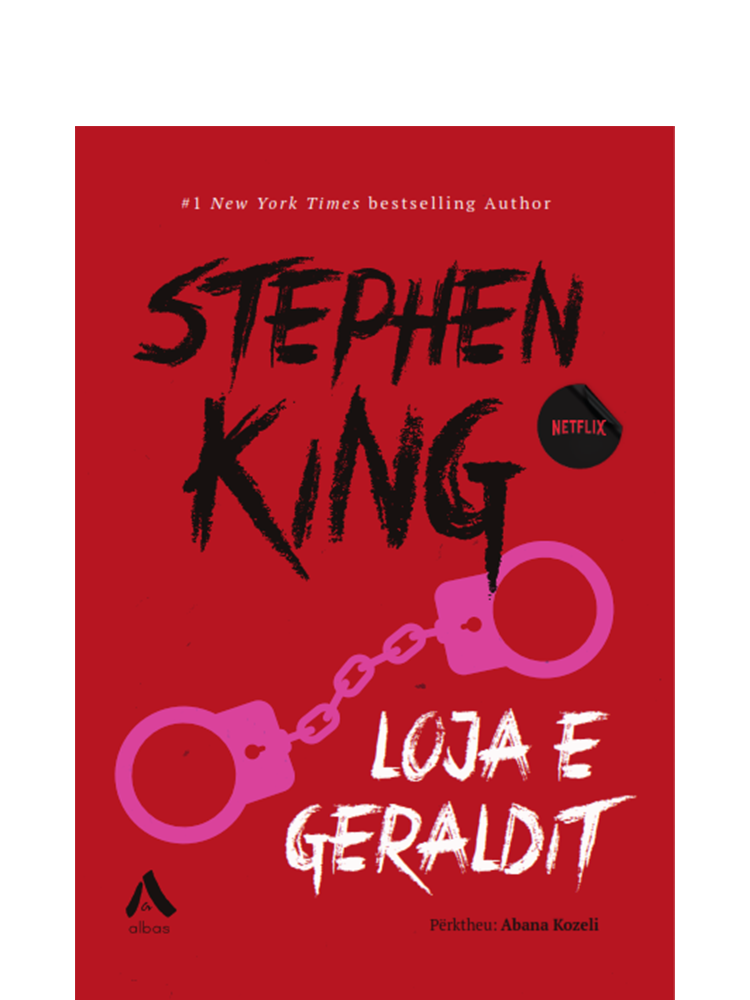 #1 New York Times bestselling Author
STEPHEN
KING
NETFLIX
LOJA E
GERALDIT
albas
Përktheu: Abana Kozeli